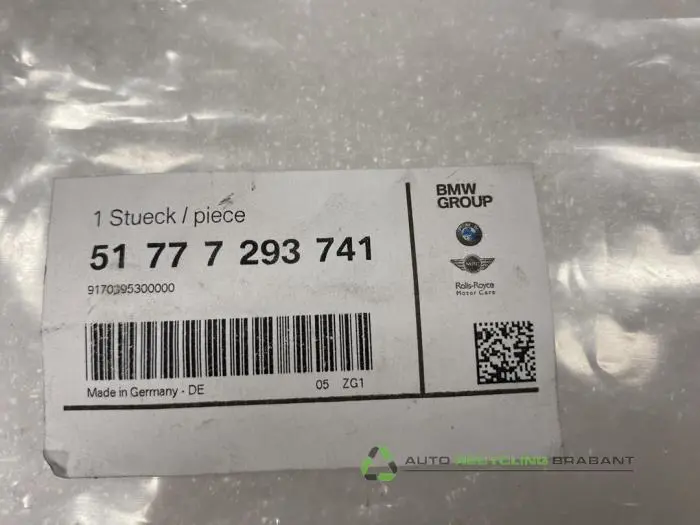 1 Stueck / piece
51 77 7 293 741
9170395300000
Made in Germany - DE
05 ZG1
BMW
GROUP
Rolls-Royce
Motor Cars
AUTO RECYCLING BRABANT